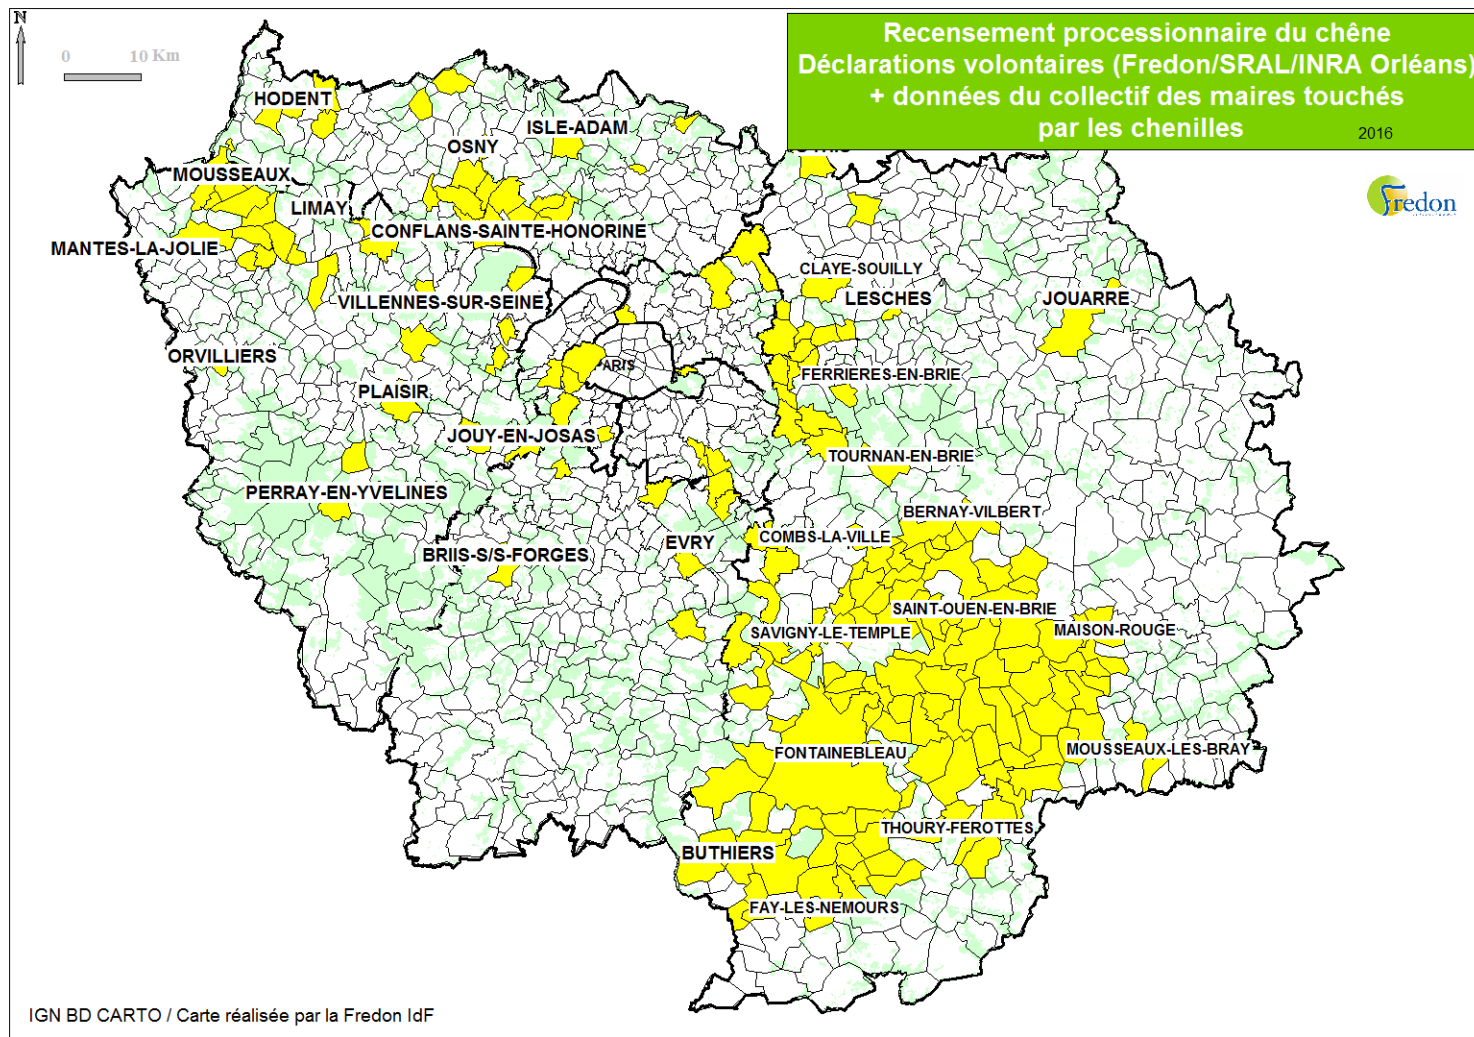 N
0 10 Km
Recensement processionnaire du chêne
Déclarations volontaires (Fredon/SRAL/INRA Orléans)
+ données du collectif des maires touchés
par les chenilles
2016
Fredon
HODENT
ISLE-ADAM
OSNY
MOUSSEAUX
LIMAY
CONFLANS-SAINTE-HONORINE
MANTES-LA-JOLIE
CLAYE-SOUILLY
VILLENNES-SUR-SEINE
LESCHES
JOUARRE
ORVILLIERS
ARIS
FERRIERES-EN-BRIE
PLAISIR
JOUY-EN-JOSAS
TOURNAN-EN-BRIE
PERRAY-EN-YVELINES
BERNAY-VILBERT
COMBS-LA-VILLE
EVRY
BRIIS-S/S-FORGES
SAINT-OUEN-EN-BRIE
SAVIGNY-LE-TEMPLE
MAISON-ROUGE
FONTAINEBLEAU
MOUSSEAUX-LES-BRAY
THOURY-FEROTTES
BUTHIERS
FAY-LES-NEMOURS
IGN BD CARTO / Carte réalisée par la Fredon IdF